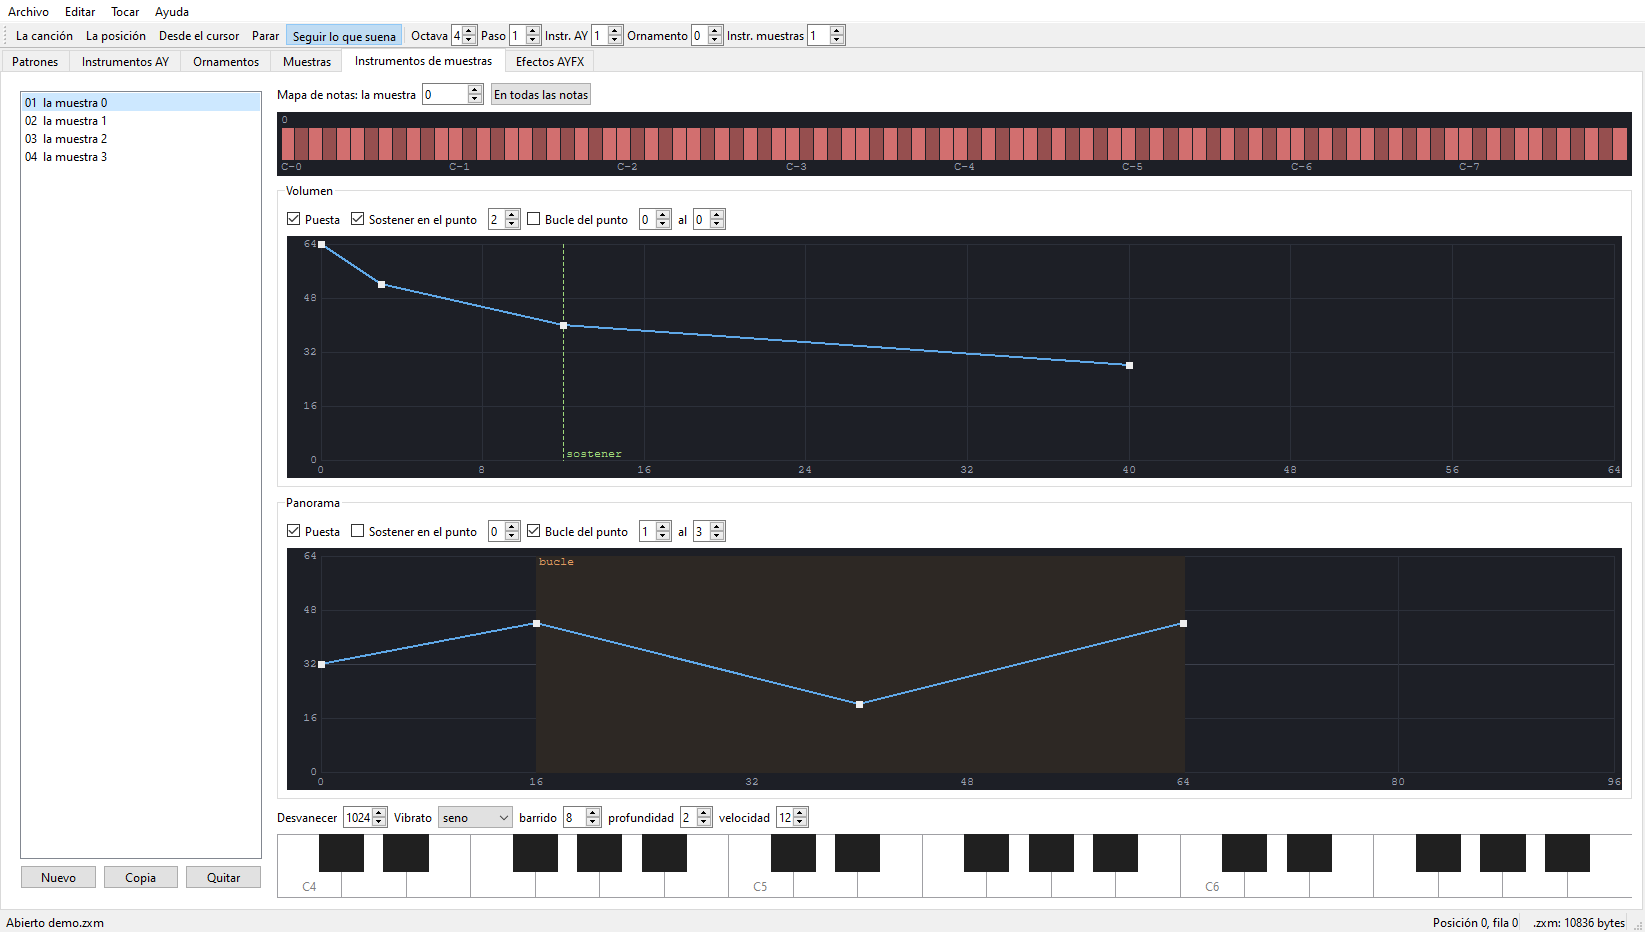 Archivo Editar Tocar Ayuda
La canción La posición Desde el cursor Parar Seguir lo que suena Octava 4 Paso 1 Instr. AY 1 Ornamento 0 Instr. muestras 1
Patrones Instrumentos AY Ornamentos Muestras Instrumentos de muestras Efectos AYFX
01 la muestra 0
02 la muestra 1
03 la muestra 2
04 la muestra 3
Nuevo Copia Quitar
Mapa de notas: la muestra 0 En todas las notas
0
C-0 C-1 C-2 C-3 C-4 C-5 C-6 C-7
Volumen
Puesta Sostener en el punto 2 Bucle del punto 0 al 0
64
48
32
16
0
sostener
0 8 16 24 32 40 48 56 64
Panorama
Puesta Sostener en el punto 0 Bucle del punto 1 al 3
64
bucle
48
32
16
0
0 16 32 48 64 80 96
Desvanecer 1024 Vibrato seno barrido 8 profundidad 2 velocidad 12
C4 C5 C6
Abierto demo.zxm Posición 0, fila 0 .zxm: 10836 bytes